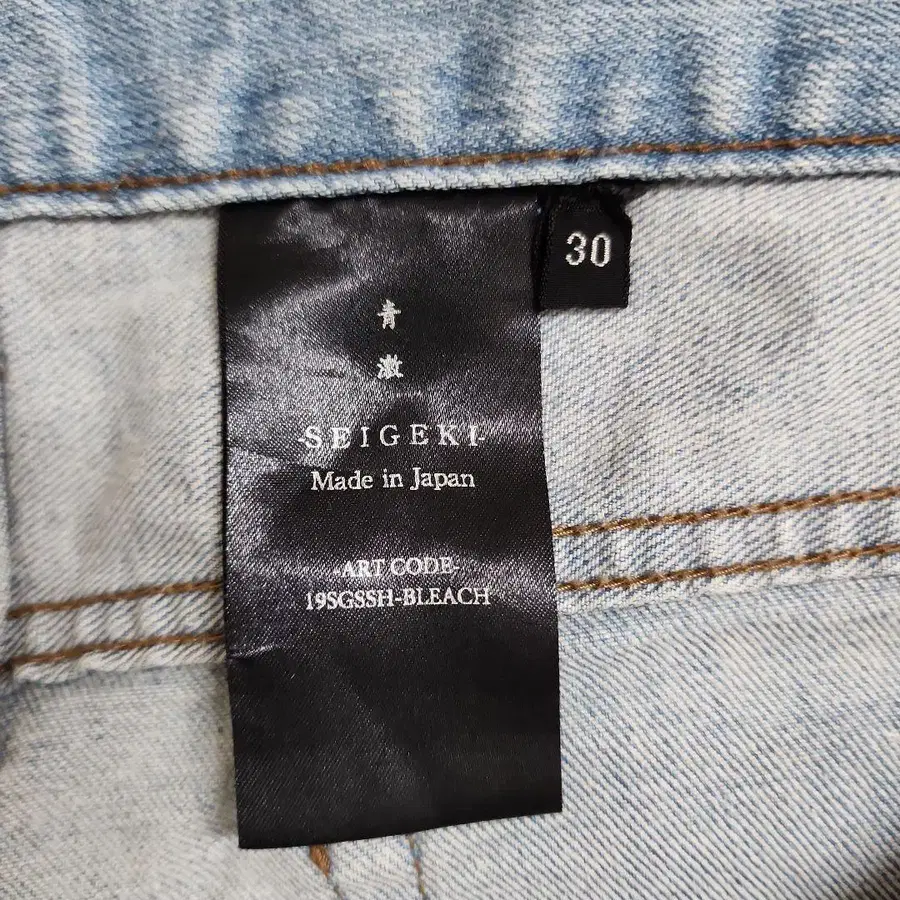 30
青
激
-SEIGEKI-
Made in Japan
-ART CODE-
19SGSSH-BLEACH